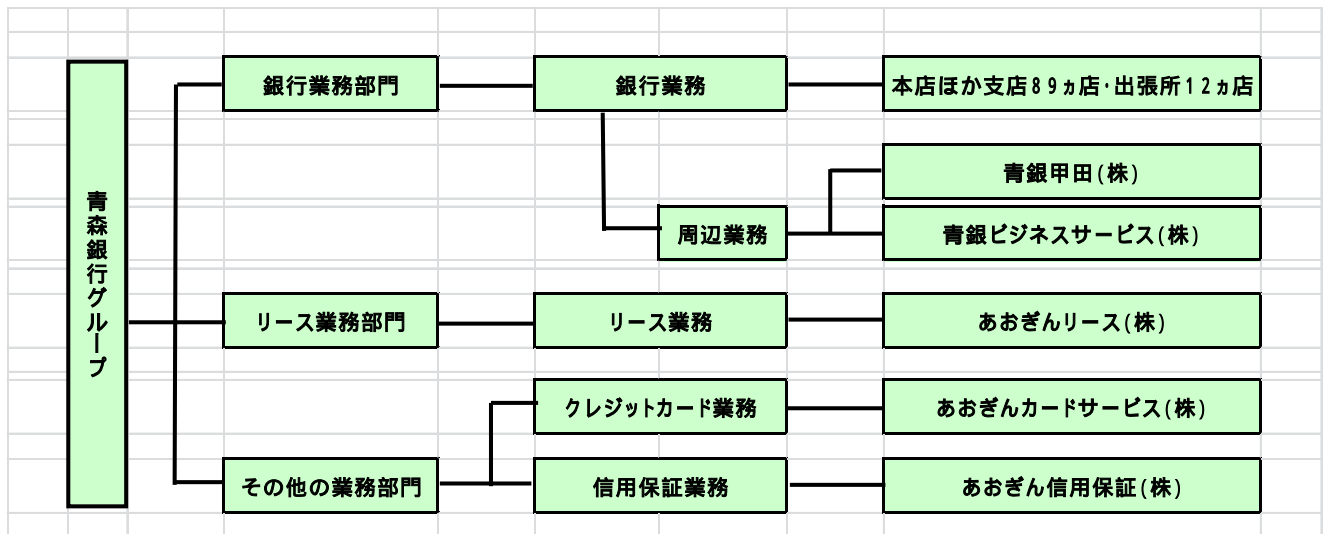 青森銀行グループ
銀行業務部門
銀行業務
本店ほか支店89ヵ店・出張所12ヵ店
青銀甲田(株)
周辺業務
青銀ビジネスサービス(株)
リース業務部門
リース業務
あおぎんリース(株)
クレジットカード業務
あおぎんカードサービス(株)
その他の業務部門
信用保証業務
あおぎん信用保証(株)